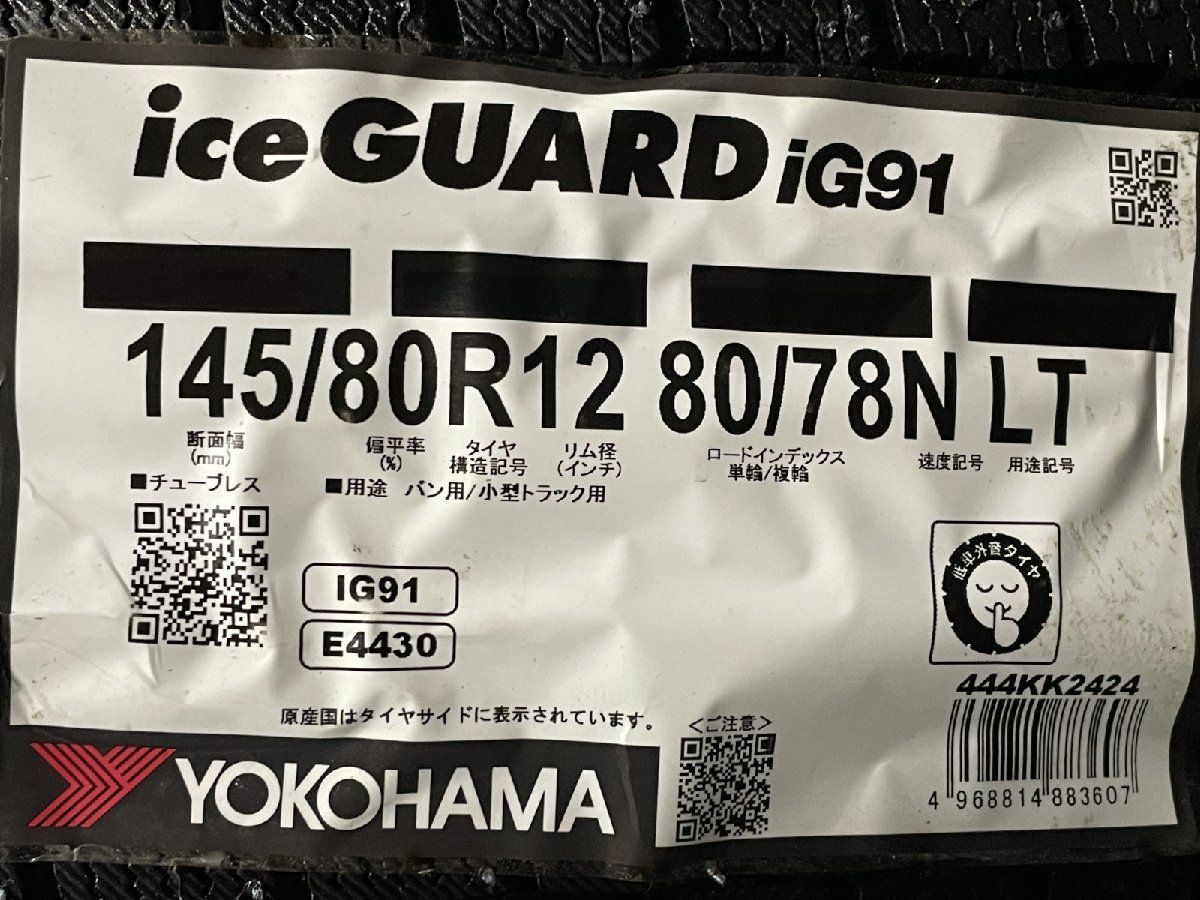 iceGUARD iG91
145/80R12 80/78N LT
断面幅 (mm) 偏平率 (%) タイヤ構造記号 リム径 (インチ) ロードインデックス 単輪/複輪 速度記号 用途記号
■チューブレス ■用途 バン用/小型トラック用
低車外音タイヤ
IG91
E4430
444KK2424
原産国はタイヤサイドに表示されています。
<ご注意>
YOKOHAMA
4 968814 883607